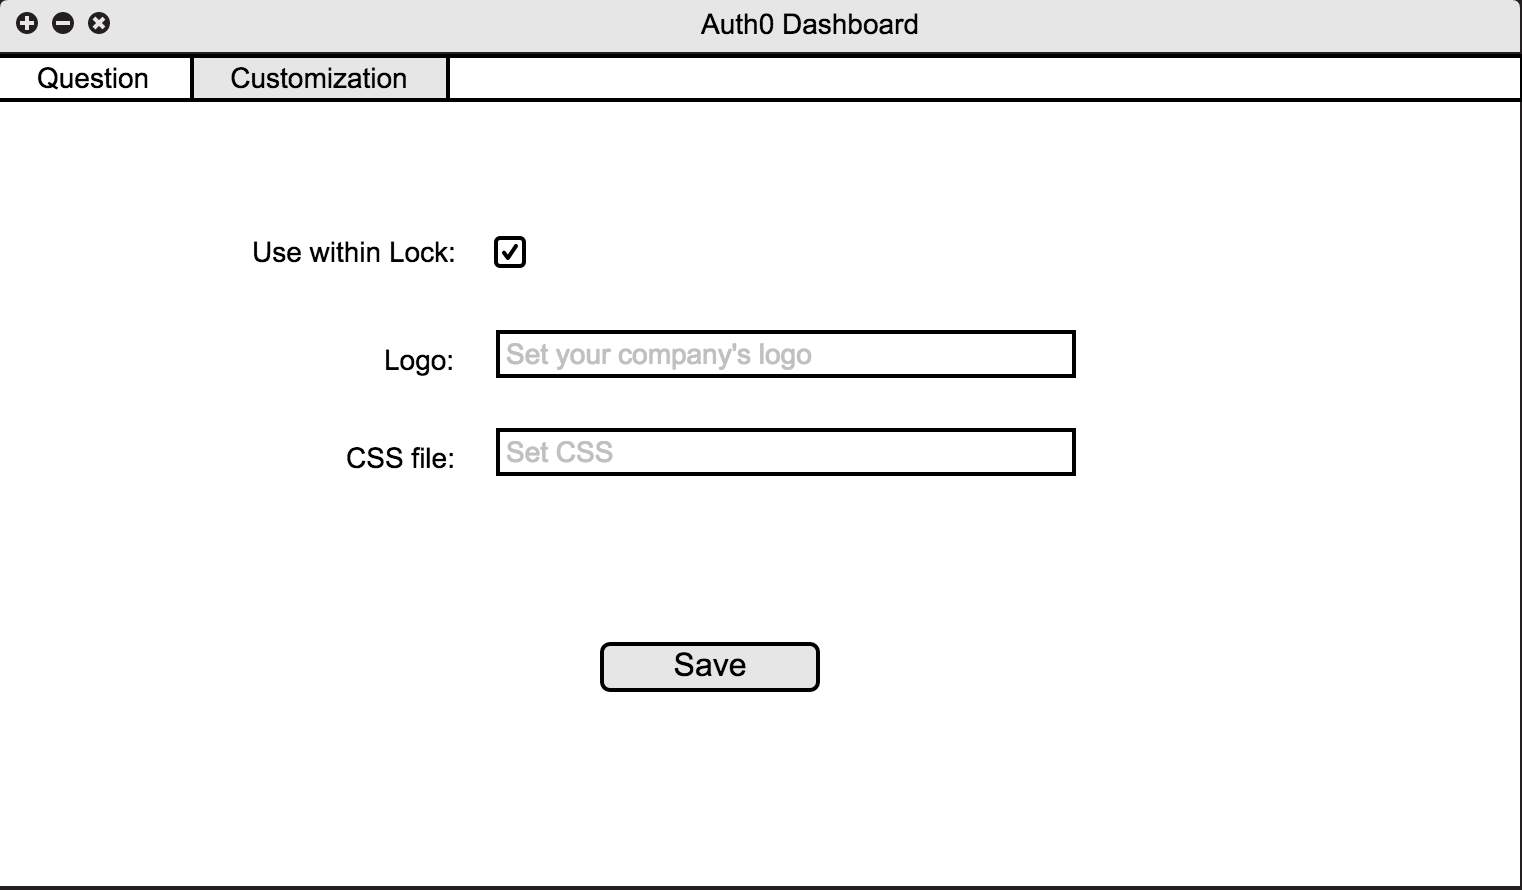 Auth0 Dashboard
Question
Customization
Use within Lock:
Logo:
Set your company's logo
CSS file:
Set CSS
Save